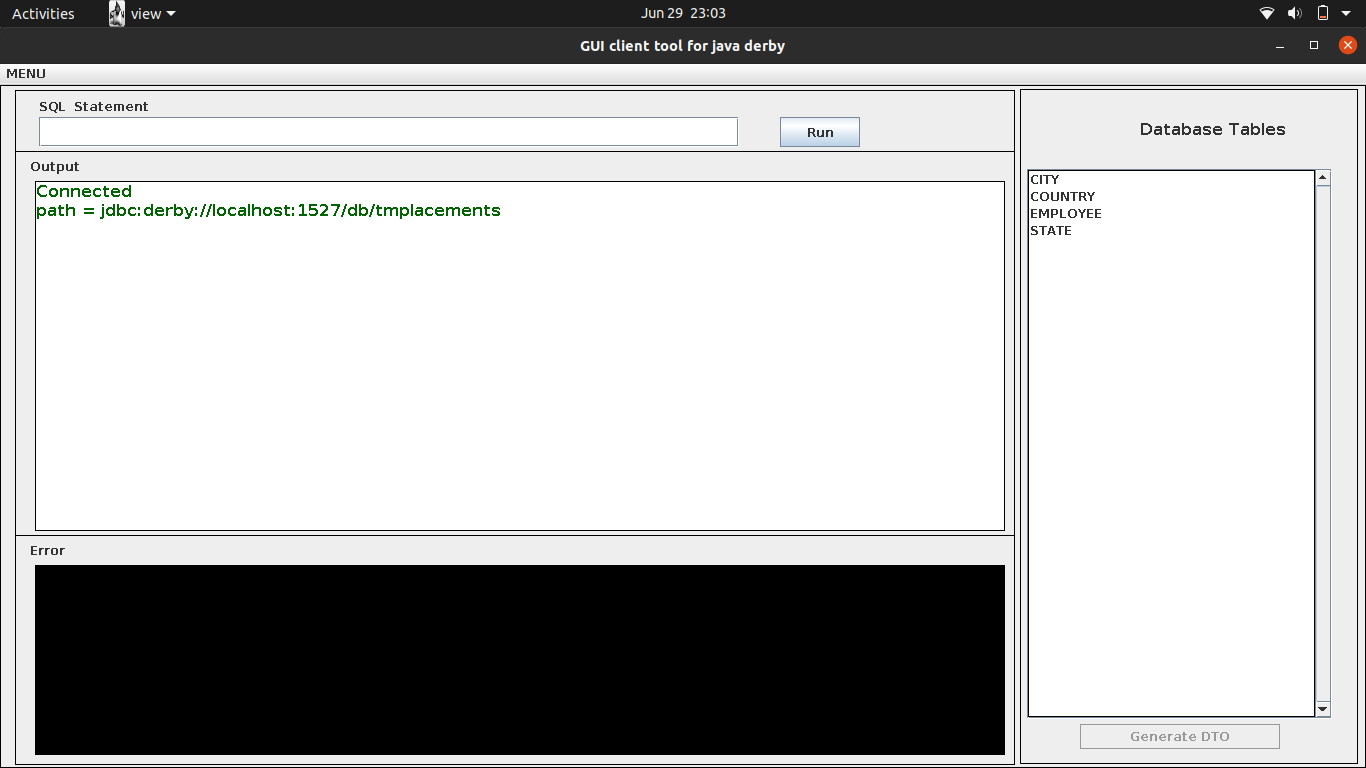 Activities view Jun 29 23:03
GUI client tool for java derby
MENU
SQL Statement
Run
Output
Connected
path = jdbc:derby://localhost:1527/db/tmplacements
Error
Database Tables
CITY
COUNTRY
EMPLOYEE
STATE
Generate DTO